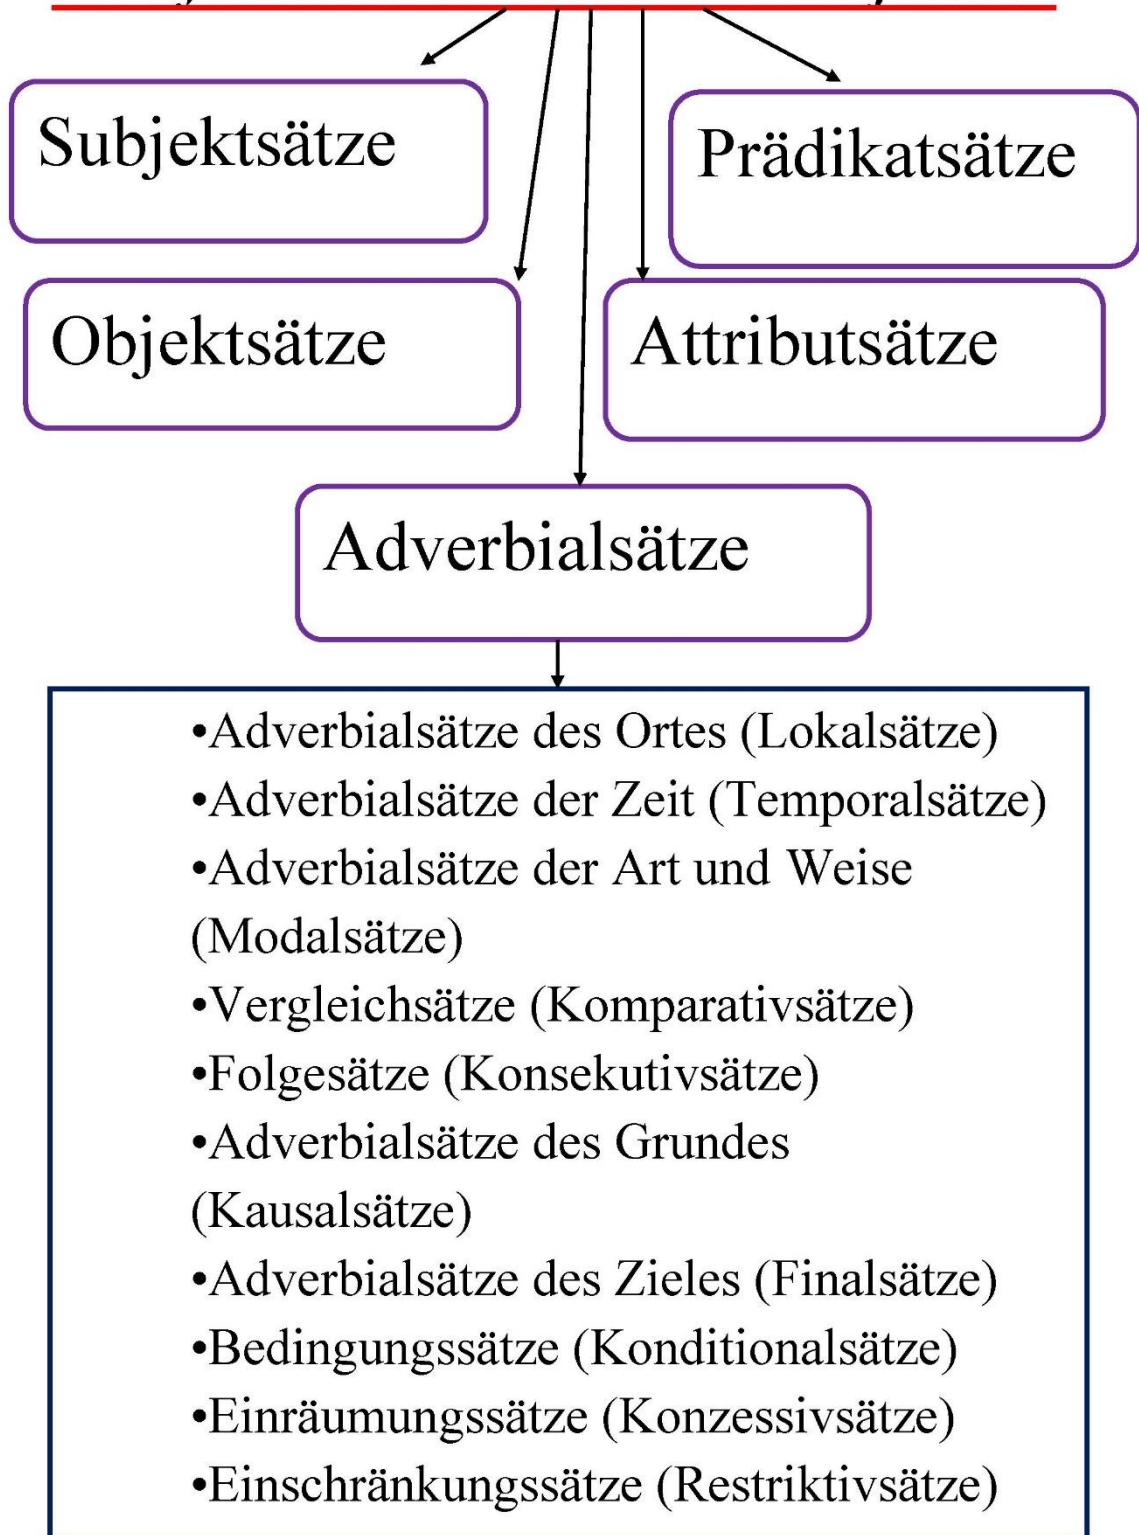 Subjektsätze
Prädikatsätze
Objektsätze
Attributsätze
Adverbialsätze
•Adverbialsätze des Ortes (Lokalsätze)
•Adverbialsätze der Zeit (Temporalsätze)
•Adverbialsätze der Art und Weise
(Modalsätze)
•Vergleichsätze (Komparativsätze)
•Folgesätze (Konsekutivsätze)
•Adverbialsätze des Grundes
(Kausalsätze)
•Adverbialsätze des Zieles (Finalsätze)
•Bedingungssätze (Konditionalsätze)
•Einräumungssätze (Konzessivsätze)
•Einschränkungssätze (Restriktivsätze)